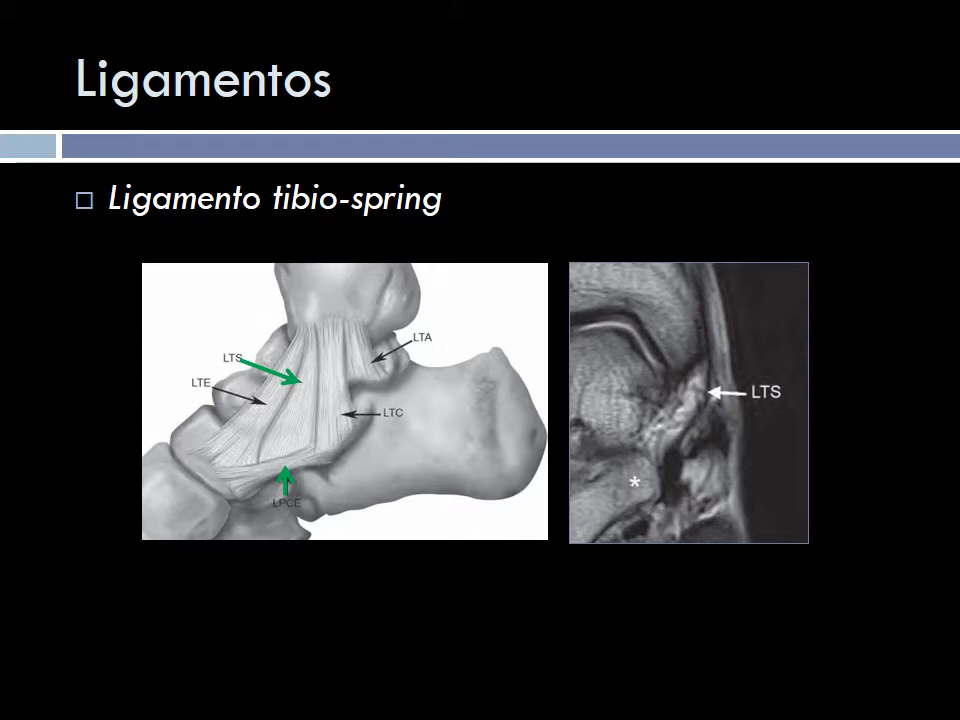 Ligamentos
Ligamento tibio-spring
LTA
LTS
LTE
LTC
LPCE
LTS
*